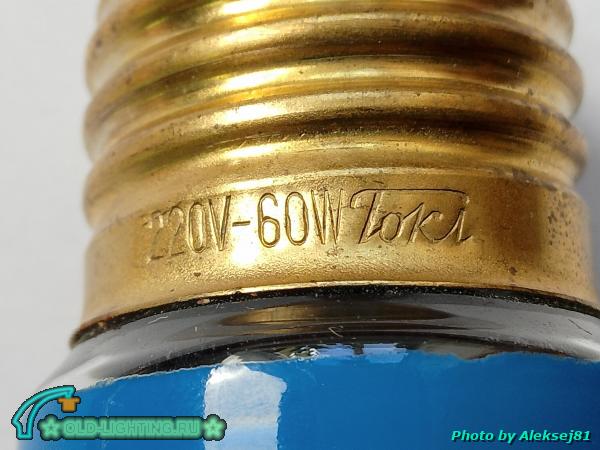 220V-60W Toki
☆ OLD-LIGHTING.RU ☆
Photo by Aleksej81